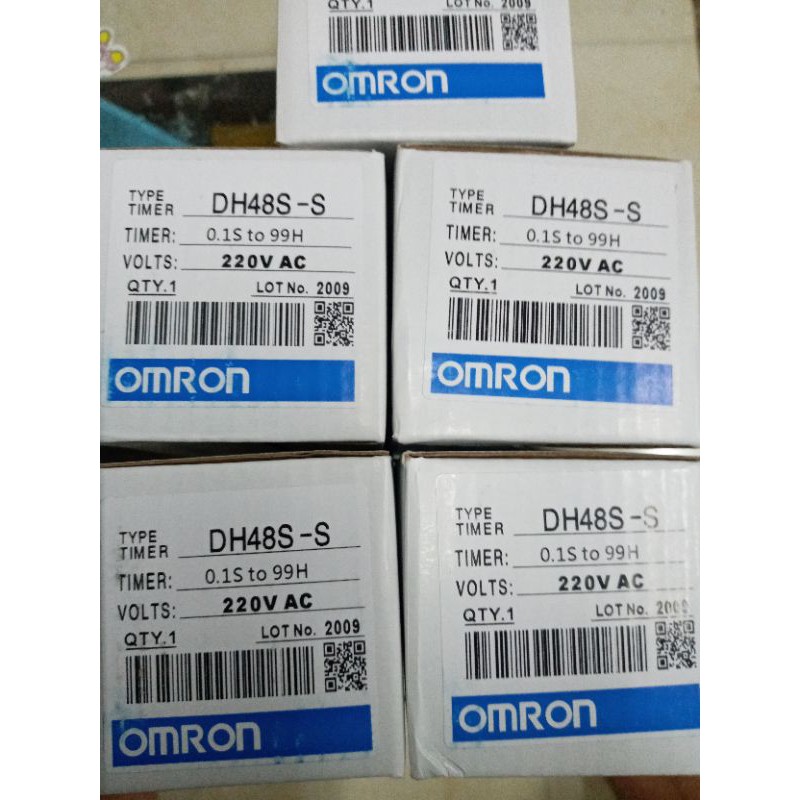 QTY.1 LOT No. 2009
OMRON
TYPE
TIMER DH48S-S
TIMER: 0.1S to 99H
VOLTS: 220V AC
QTY.1 LOT No. 2009
OMRON
TYPE
TIMER DH48S-S
TIMER: 0.1S to 99H
VOLTS: 220V AC
QTY.1 LOT No. 2009
OMRON
TYPE
TIMER DH48S-S
TIMER: 0.1S to 99H
VOLTS: 220V AC
QTY.1 LOT No. 2009
OMRON
TYPE
TIMER DH48S-S
TIMER: 0.1S to 99H
VOLTS: 220V AC
QTY.1 LOT No. 2009
OMRON